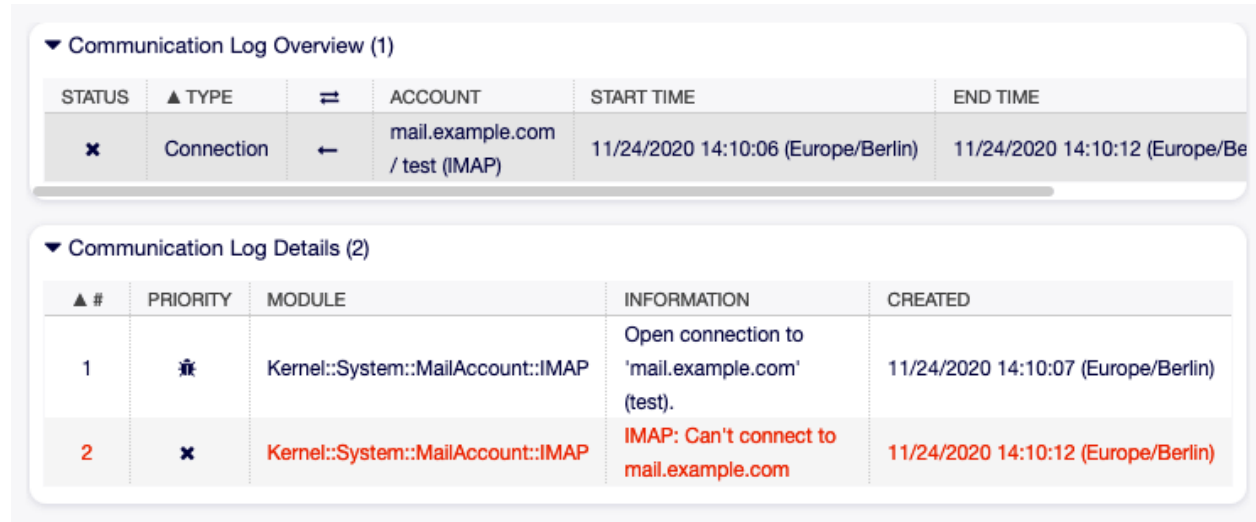 Communication Log Overview (1)
STATUS ▲ TYPE ⇄ ACCOUNT START TIME END TIME
✖ Connection ← mail.example.com / test (IMAP) 11/24/2020 14:10:06 (Europe/Berlin) 11/24/2020 14:10:12 (Europe/Be
Communication Log Details (2)
▲ # PRIORITY MODULE INFORMATION CREATED
1 Kernel::System::MailAccount::IMAP Open connection to 'mail.example.com' (test). 11/24/2020 14:10:07 (Europe/Berlin)
2 ✖ Kernel::System::MailAccount::IMAP IMAP: Can't connect to mail.example.com 11/24/2020 14:10:12 (Europe/Berlin)